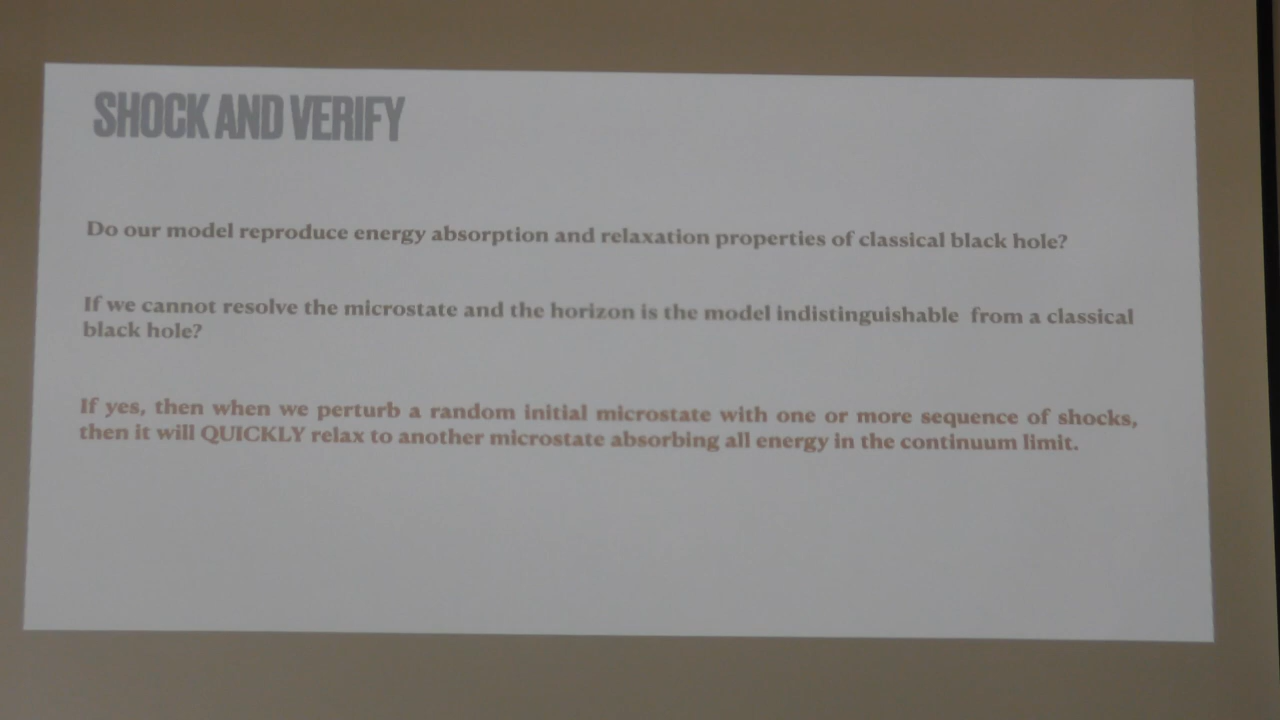 SHOCK AND VERIFY
Do our model reproduce energy absorption and relaxation properties of classical black hole?
If we cannot resolve the microstate and the horizon is the model indistinguishable from a classical
black hole?
If yes, then when we perturb a random initial microstate with one or more sequence of shocks,
then it will QUICKLY relax to another microstate absorbing all energy in the continuum limit.